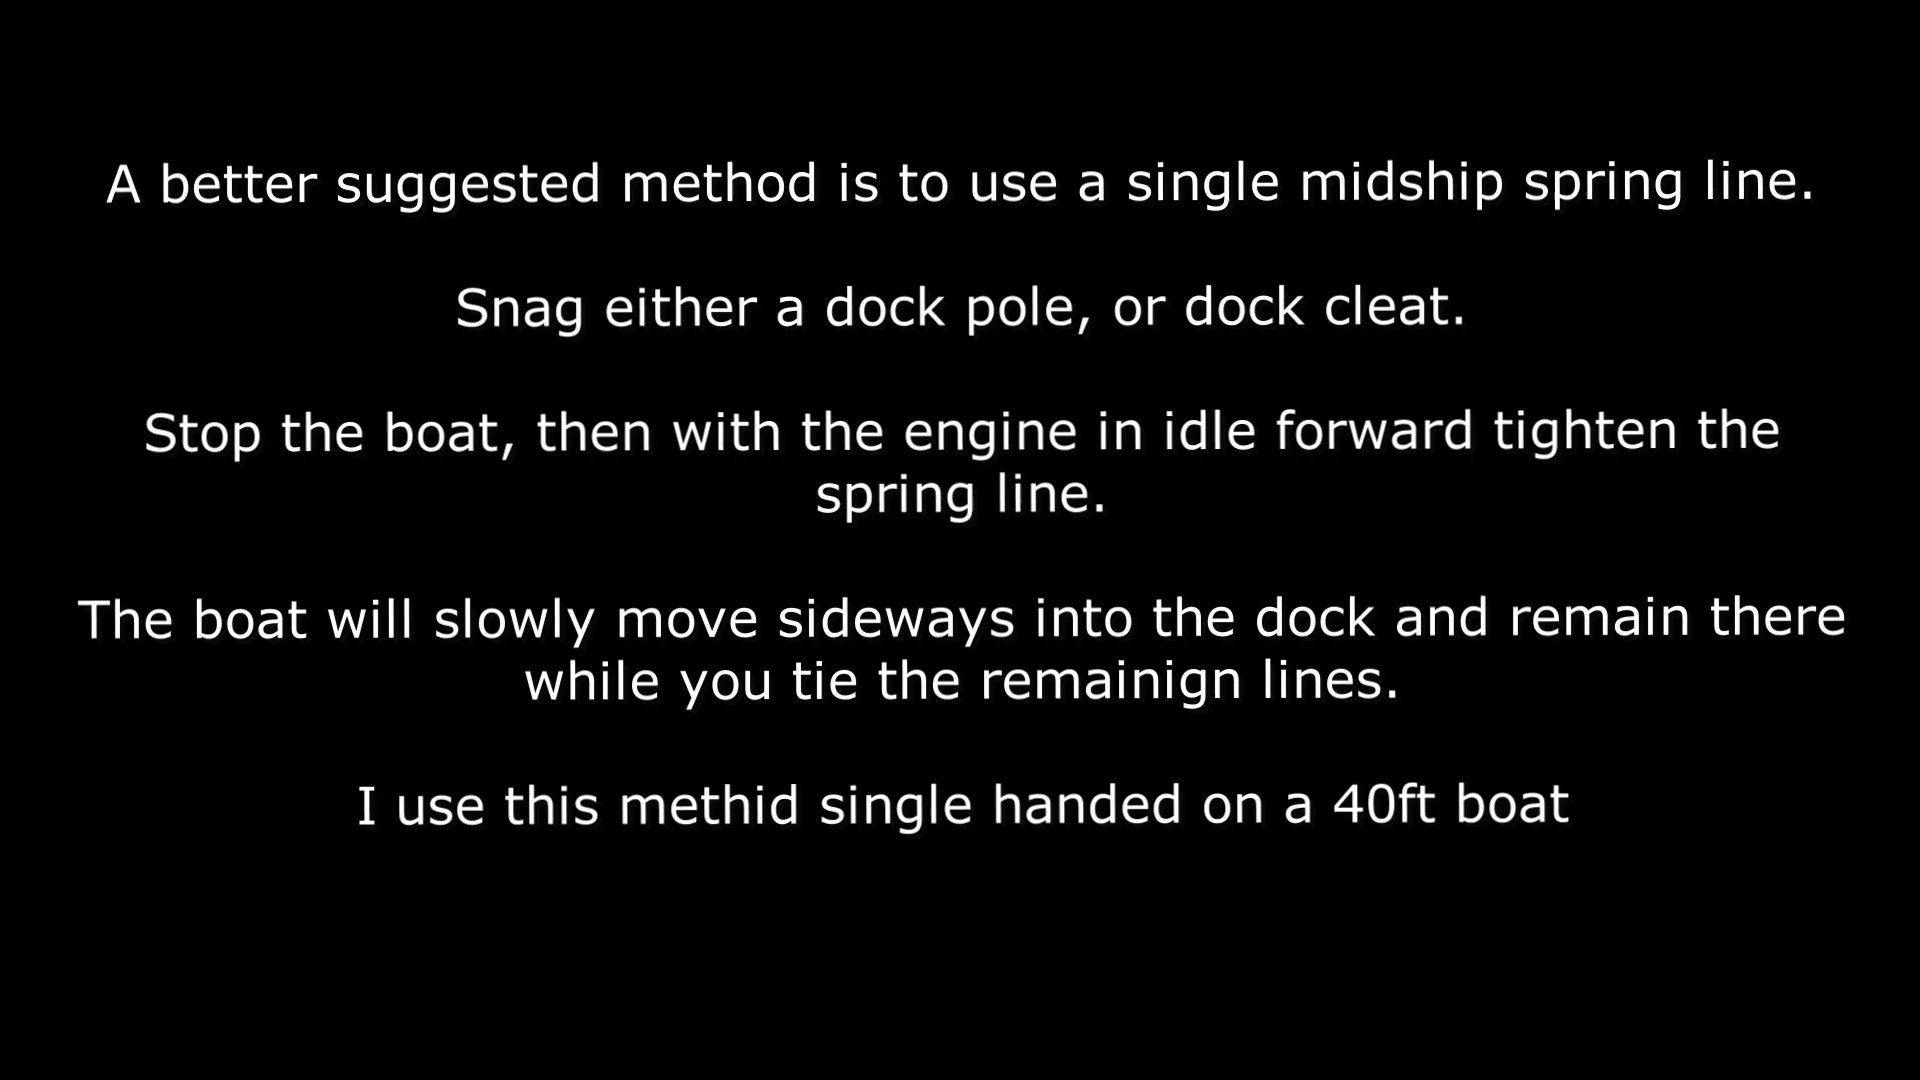 A better suggested method is to use a single midship spring line.
Snag either a dock pole, or dock cleat.
Stop the boat, then with the engine in idle forward tighten the
spring line.
The boat will slowly move sideways into the dock and remain there
while you tie the remainign lines.
I use this methid single handed on a 40ft boat